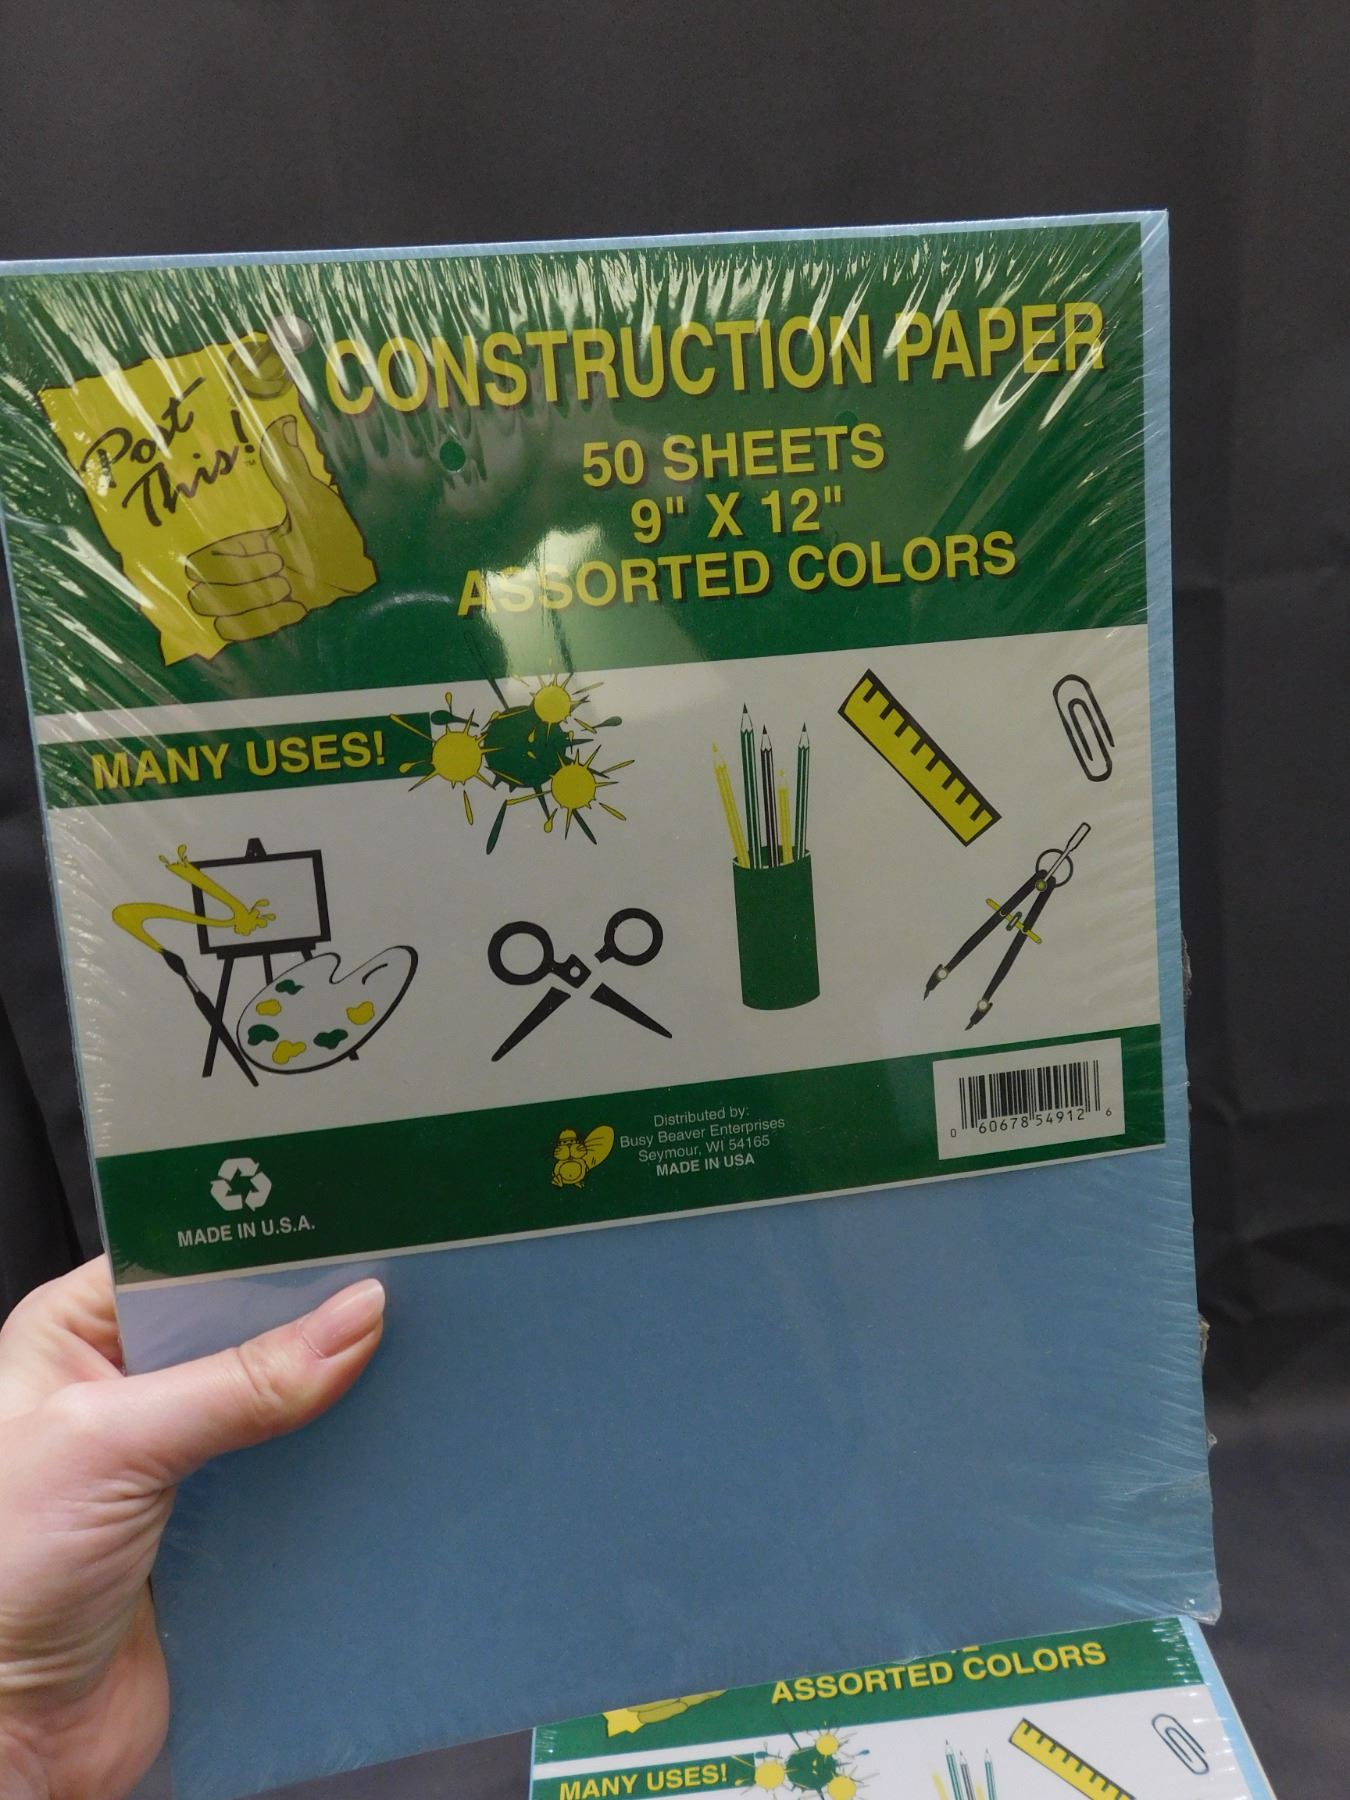 Post
This!™
CONSTRUCTION PAPER
50 SHEETS
9" X 12"
ASSORTED COLORS
MANY USES!
MADE IN U.S.A.
Distributed by:
Busy Beaver Enterprises
Seymour, WI 54165
MADE IN USA
0 60678 54912 6
ASSORTED COLORS
MANY USES!